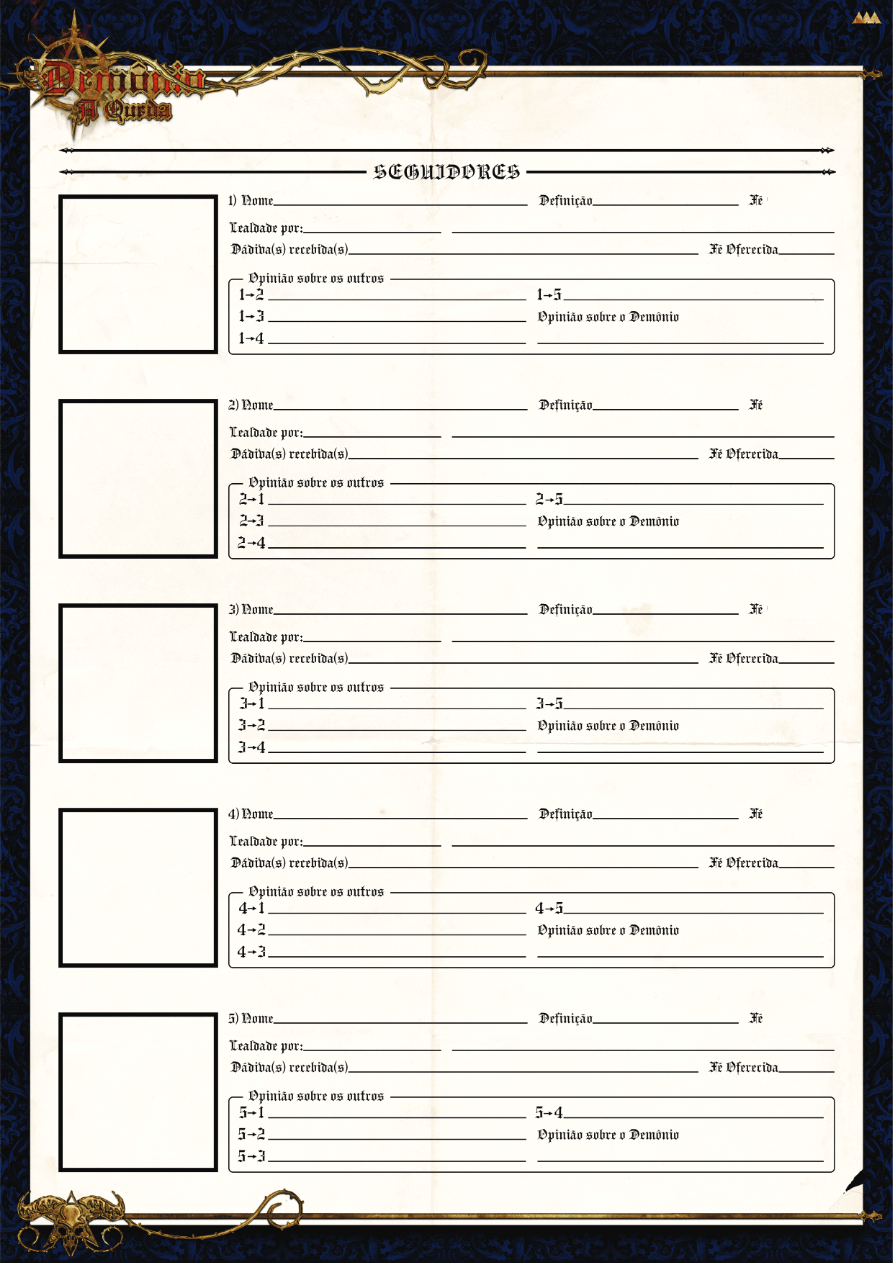 Demônio
A Queda
SEGUIDORES
1) Nome Definição Fé
Lealdade por:
Dádiva(s) recebida(s) Fé Oferecida
Opinião sobre os outros
1→2 1→5
1→3 Opinião sobre o Demônio
1→4
2) Nome Definição Fé
Lealdade por:
Dádiva(s) recebida(s) Fé Oferecida
Opinião sobre os outros
2→1 2→5
2→3 Opinião sobre o Demônio
2→4
3) Nome Definição Fé
Lealdade por:
Dádiva(s) recebida(s) Fé Oferecida
Opinião sobre os outros
3→1 3→5
3→2 Opinião sobre o Demônio
3→4
4) Nome Definição Fé
Lealdade por:
Dádiva(s) recebida(s) Fé Oferecida
Opinião sobre os outros
4→1 4→5
4→2 Opinião sobre o Demônio
4→3
5) Nome Definição Fé
Lealdade por:
Dádiva(s) recebida(s) Fé Oferecida
Opinião sobre os outros
5→1 5→4
5→2 Opinião sobre o Demônio
5→3